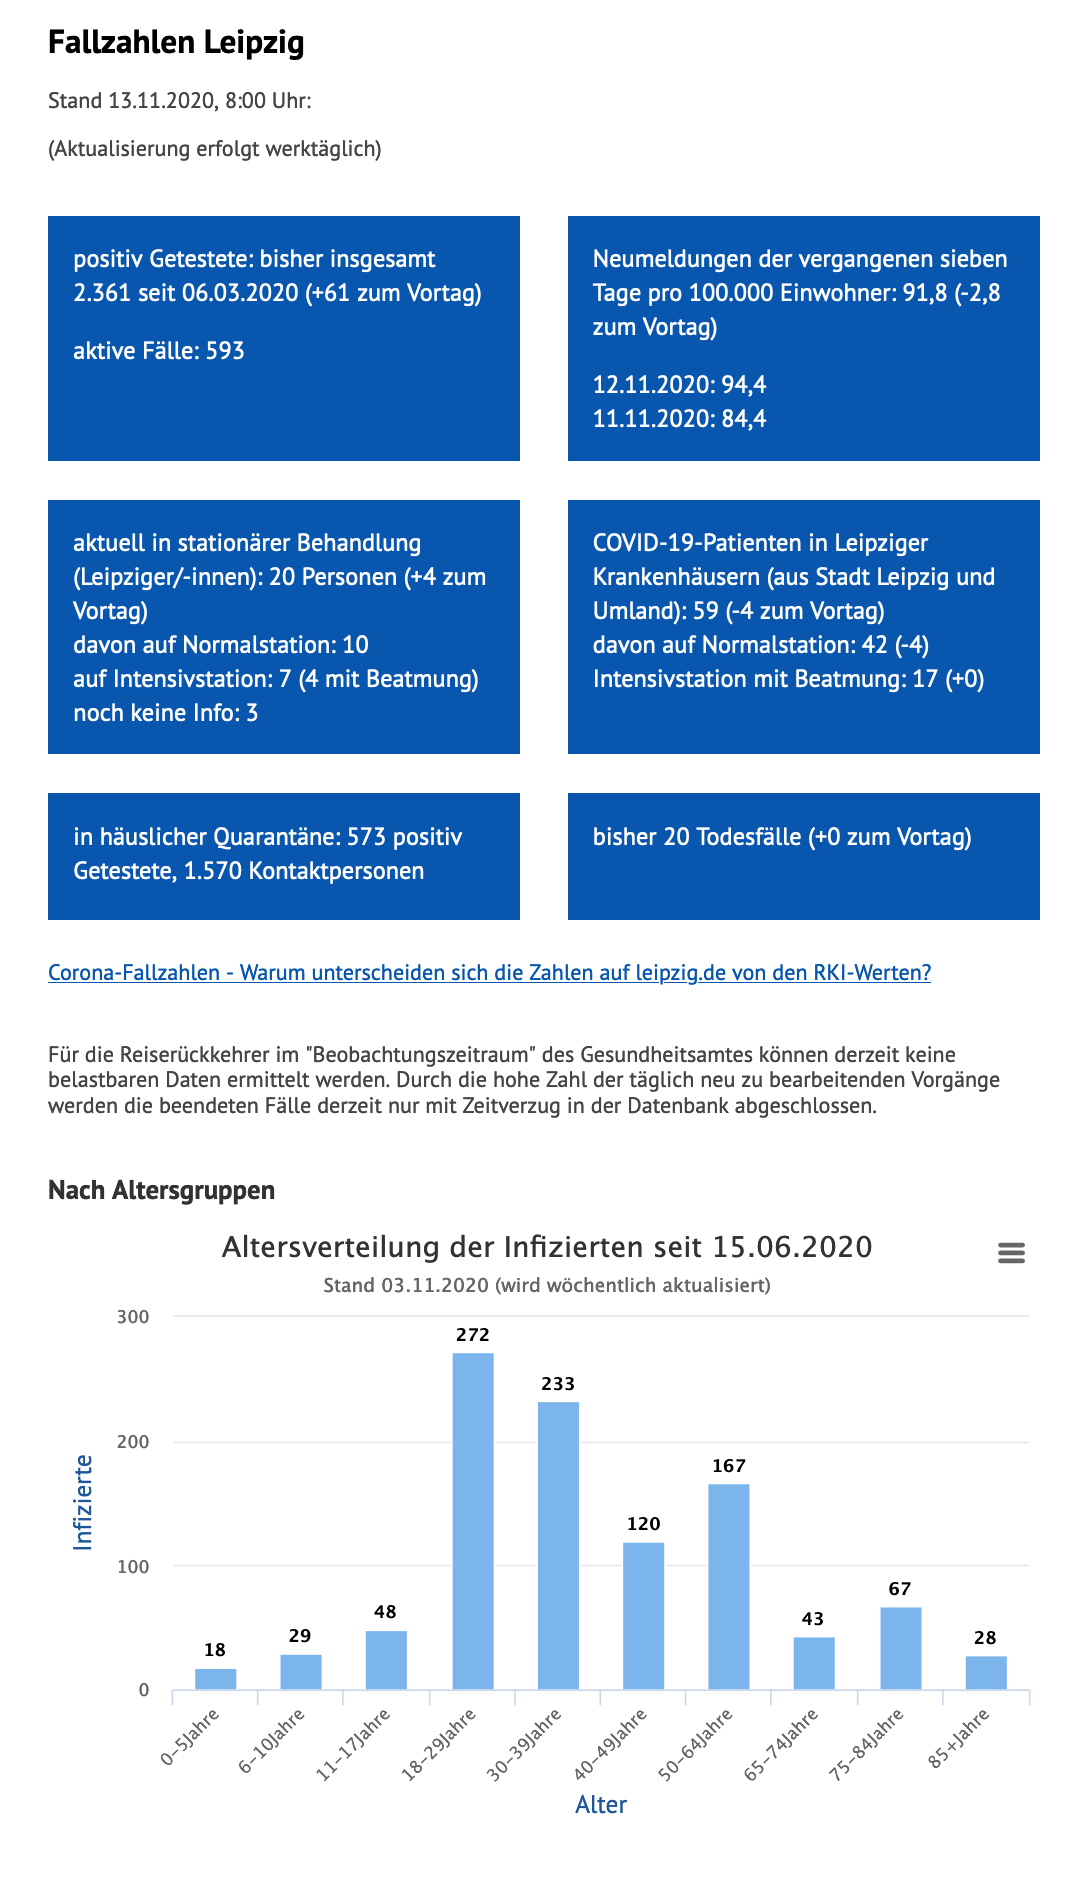 Fallzahlen Leipzig
Stand 13.11.2020, 8:00 Uhr:
(Aktualisierung erfolgt werktäglich)
positiv Getestete: bisher insgesamt
2.361 seit 06.03.2020 (+61 zum Vortag)
aktive Fälle: 593
Neumeldungen der vergangenen sieben
Tage pro 100.000 Einwohner: 91,8 (-2,8
zum Vortag)
12.11.2020: 94,4
11.11.2020: 84,4
aktuell in stationärer Behandlung
(Leipziger/-innen): 20 Personen (+4 zum
Vortag)
davon auf Normalstation: 10
auf Intensivstation: 7 (4 mit Beatmung)
noch keine Info: 3
COVID-19-Patienten in Leipziger
Krankenhäusern (aus Stadt Leipzig und
Umland): 59 (-4 zum Vortag)
davon auf Normalstation: 42 (-4)
Intensivstation mit Beatmung: 17 (+0)
in häuslicher Quarantäne: 573 positiv
Getestete, 1.570 Kontaktpersonen
bisher 20 Todesfälle (+0 zum Vortag)
Corona-Fallzahlen - Warum unterscheiden sich die Zahlen auf leipzig.de von den RKI-Werten?
Für die Reiserückkehrer im "Beobachtungszeitraum" des Gesundheitsamtes können derzeit keine
belastbaren Daten ermittelt werden. Durch die hohe Zahl der täglich neu zu bearbeitenden Vorgänge
werden die beendeten Fälle derzeit nur mit Zeitverzug in der Datenbank abgeschlossen.
Nach Altersgruppen
Altersverteilung der Infizierten seit 15.06.2020
Stand 03.11.2020 (wird wöchentlich aktualisiert)
Infizierte
300
200
100
0
18
29
48
272
233
120
167
43
67
28
0-5Jahre
6-10Jahre
11-17Jahre
18-29Jahre
30-39Jahre
40-49Jahre
50-64Jahre
65-74Jahre
75-84Jahre
85+Jahre
Alter